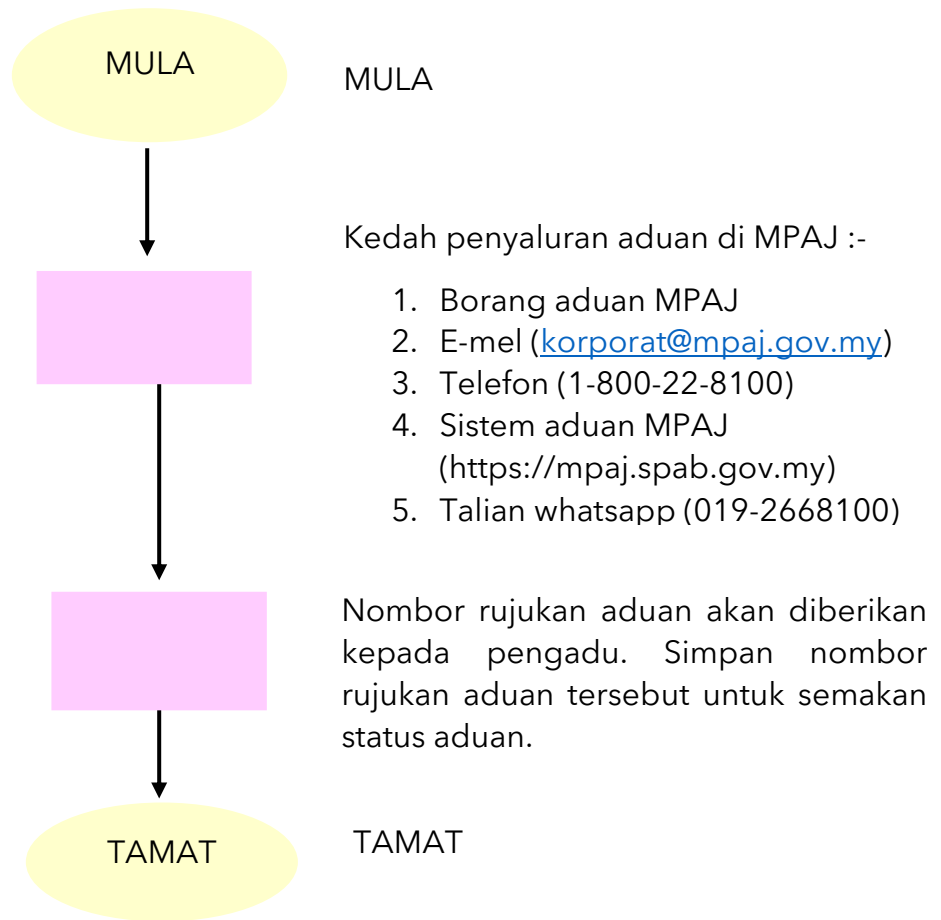 MULA
MULA
Kedah penyaluran aduan di MPAJ :-
1. Borang aduan MPAJ
2. E-mel (korporat@mpaj.gov.my)
3. Telefon (1-800-22-8100)
4. Sistem aduan MPAJ
(https://mpaj.spab.gov.my)
5. Talian whatsapp (019-2668100)
Nombor rujukan aduan akan diberikan
kepada pengadu. Simpan nombor
rujukan aduan tersebut untuk semakan
status aduan.
TAMAT
TAMAT